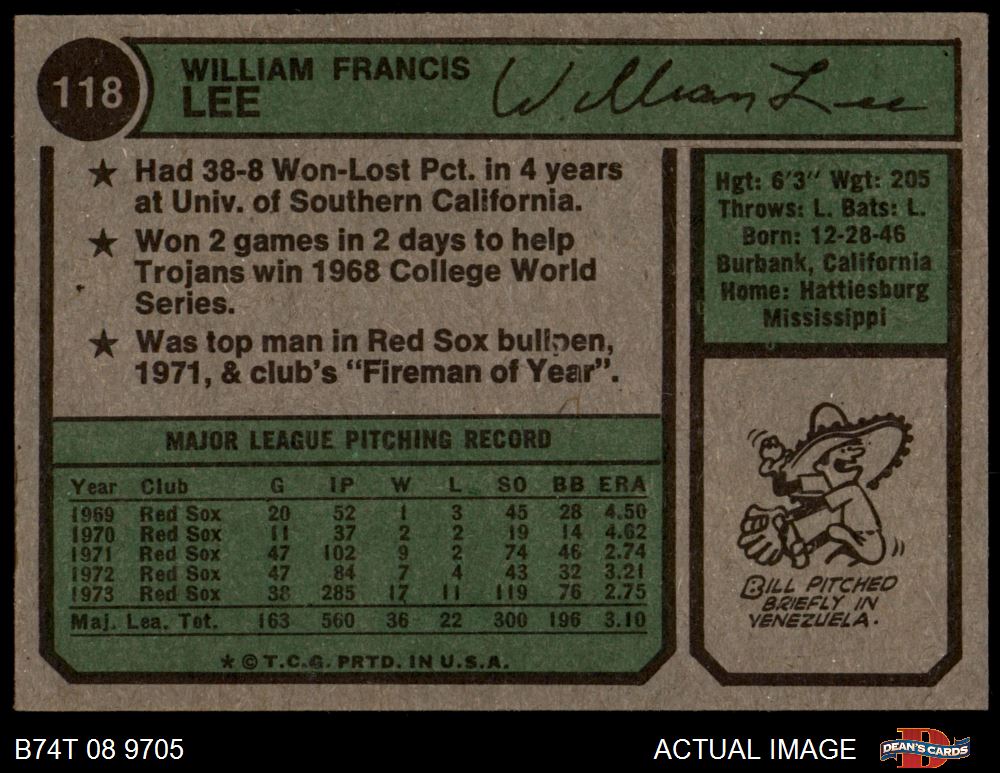 118
WILLIAM FRANCIS
LEE
William Lee
★ Had 38-8 Won-Lost Pct. in 4 years
at Univ. of Southern California.
★ Won 2 games in 2 days to help
Trojans win 1968 College World
Series.
★ Was top man in Red Sox bullpen,
1971, & club's "Fireman of Year".
Hgt: 6'3" Wgt: 205
Throws: L. Bats: L.
Born: 12-28-46
Burbank, California
Home: Hattiesburg
Mississippi
MAJOR LEAGUE PITCHING RECORD
Year Club G IP W L SO BB ERA
1969 Red Sox 20 52 1 3 45 28 4.50
1970 Red Sox 11 37 2 2 19 14 4.62
1971 Red Sox 47 102 9 2 74 46 2.74
1972 Red Sox 47 84 7 4 43 32 3.21
1973 Red Sox 38 285 17 11 119 76 2.75
Maj. Lea. Tot. 163 560 36 22 300 196 3.10
★ © T.C.G. PRTD. IN U.S.A.
BILL PITCHED
BRIEFLY IN
VENEZUELA.
B74T 08 9705
ACTUAL IMAGE
D
DEAN'S CARDS